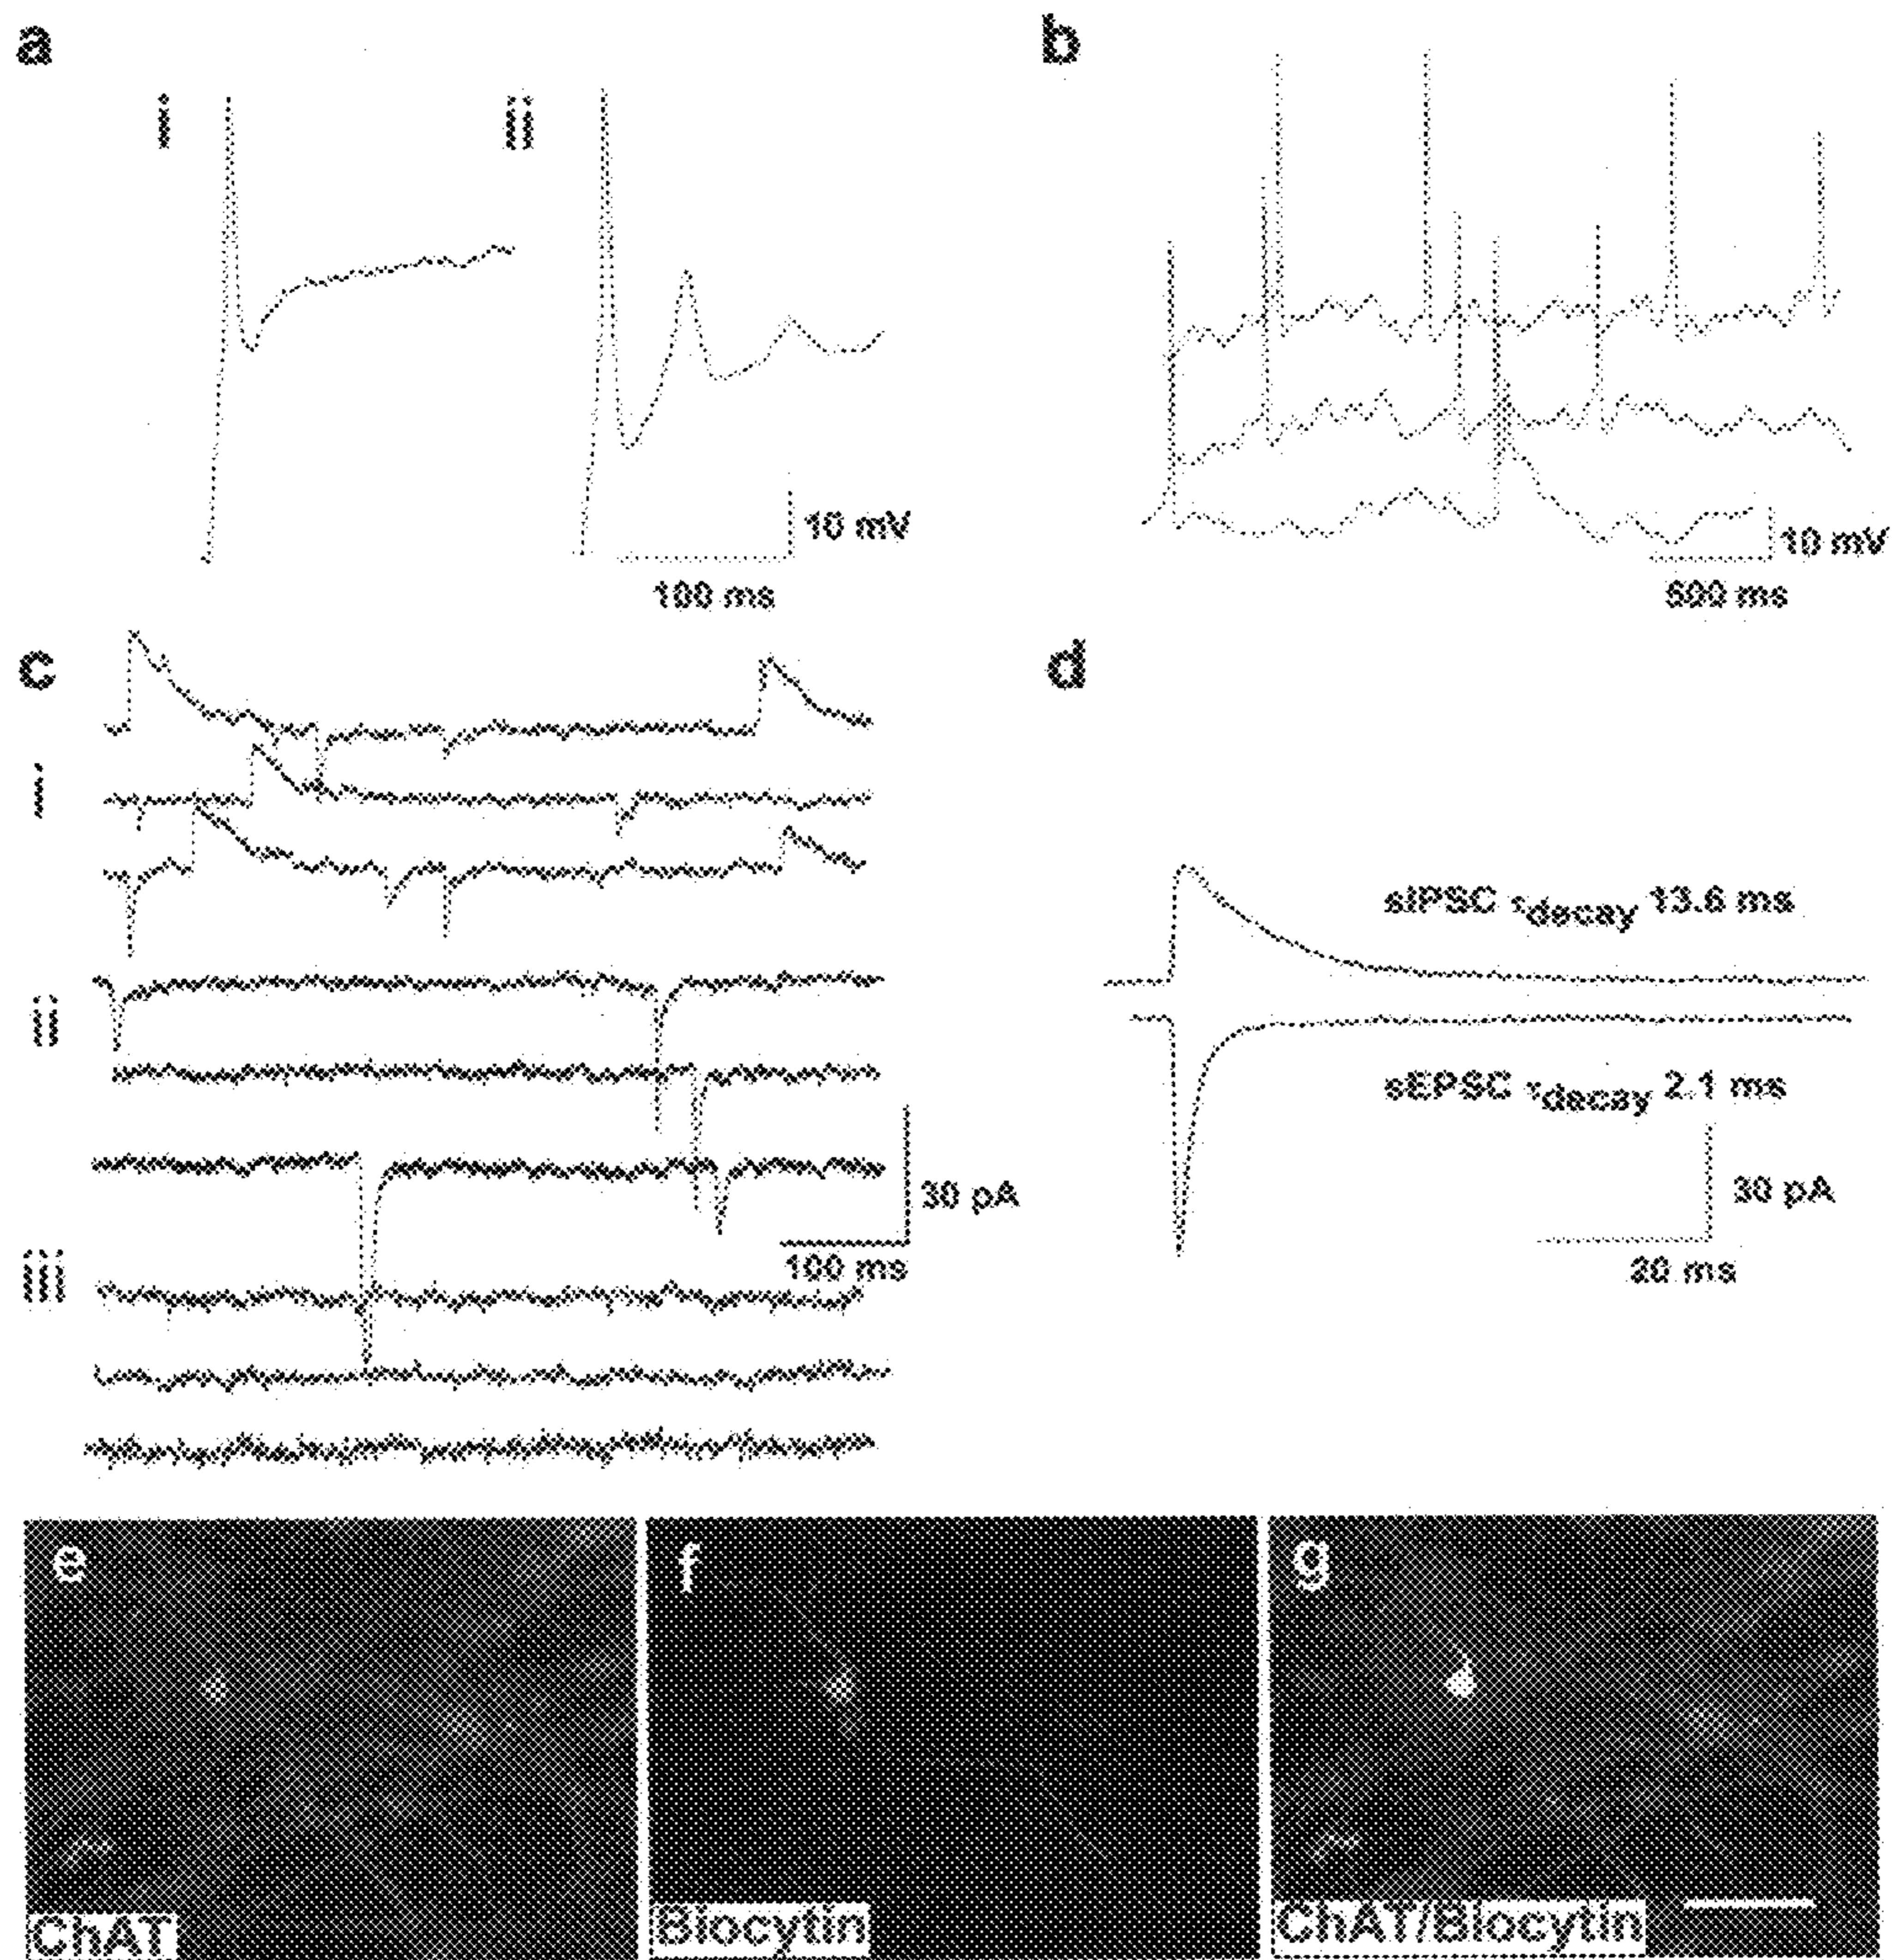 a
b
i
ii
10 mV
100 ms
10 mV
500 ms
c
d
i
sIPSC τdecay 13.6 ms
ii
sEPSC τdecay 2.1 ms
30 pA
100 ms
30 pA
20 ms
iii
e
f
g
ChAT
Biocytin
ChAT/Biocytin